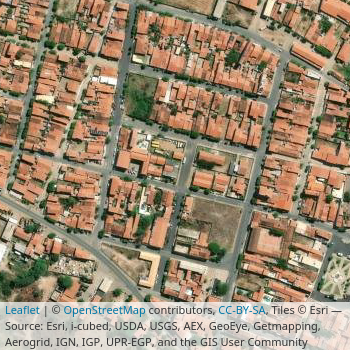 Leaflet | © OpenStreetMap contributors, CC-BY-SA, Tiles © Esri —
Source: Esri, i-cubed, USDA, USGS, AEX, GeoEye, Getmapping,
Aerogrid, IGN, IGP, UPR-EGP, and the GIS User Community